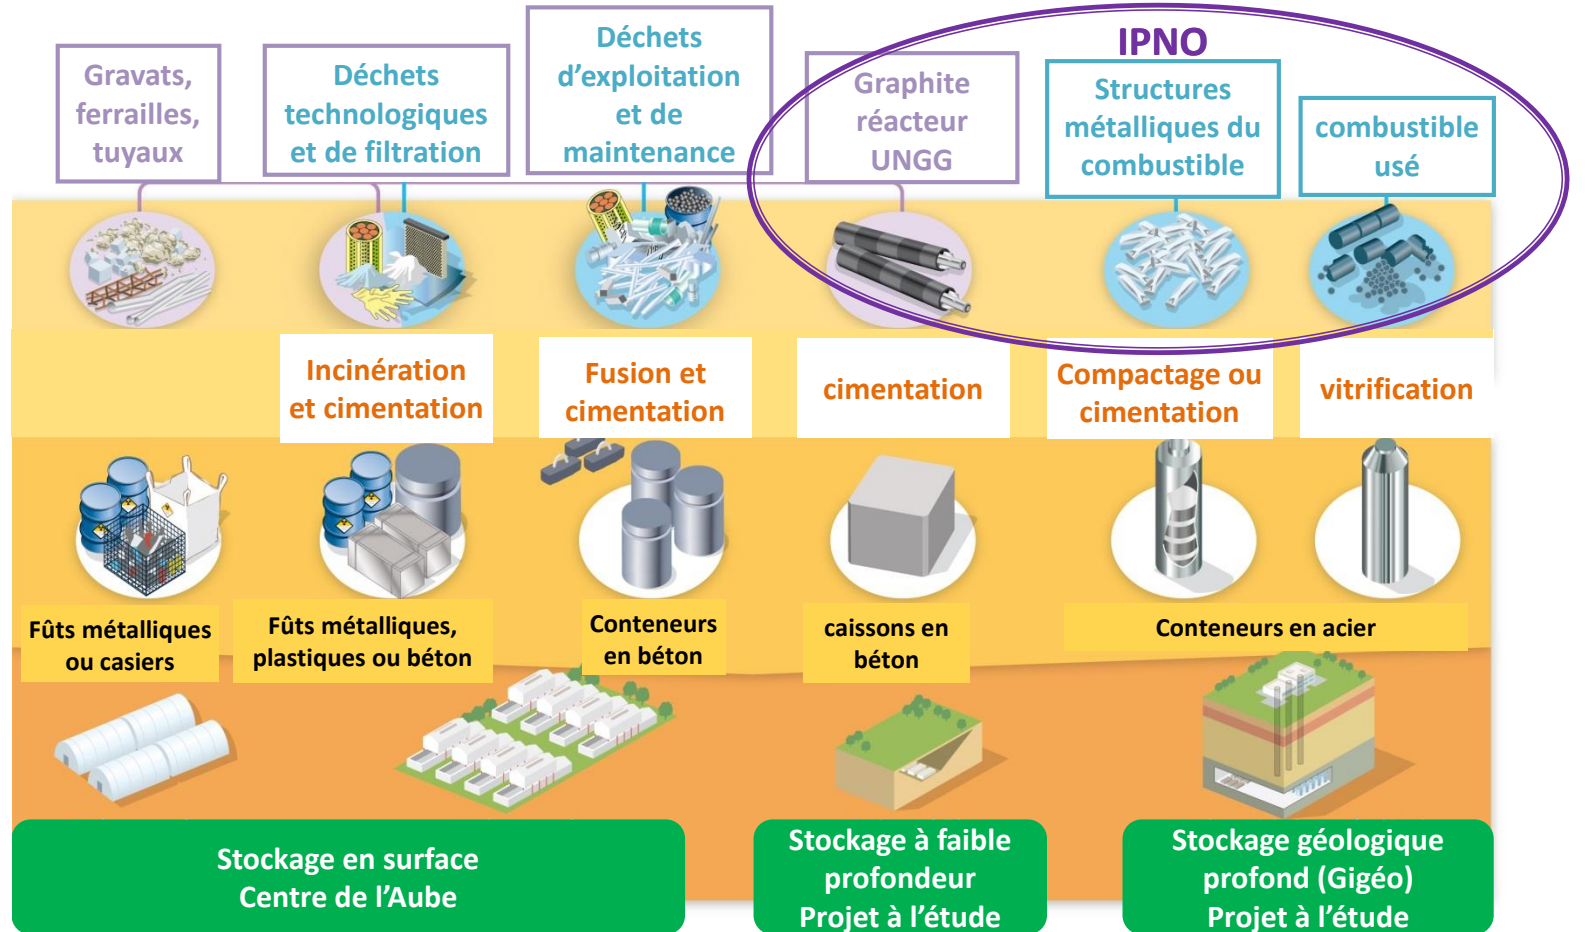 IPNO
Gravats,
ferrailles,
tuyaux
Déchets
technologiques
et de filtration
Déchets
d'exploitation
et de
maintenance
Graphite
réacteur
UNGG
Structures
métalliques du
combustible
combustible
usé
Incinération
et cimentation
Fusion et
cimentation
cimentation
Compactage ou
cimentation
vitrification
Fûts métalliques
ou casiers
Fûts métalliques,
plastiques ou béton
Conteneurs
en béton
caissons en
béton
Conteneurs en acier
Stockage en surface
Centre de l'Aube
Stockage à faible
profondeur
Projet à l'étude
Stockage géologique
profond (Gigéo)
Projet à l'étude